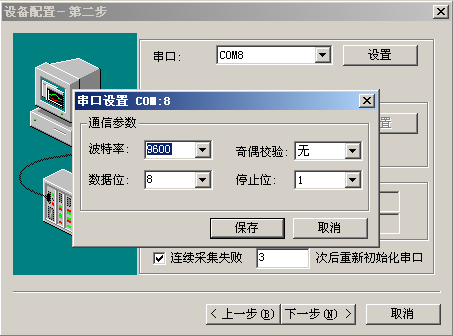 设备配置－第二步
串口： COM8 设置
串口设置 COM:8
通信参数
波特率: 9600 奇偶校验: 无
数据位: 8 停止位: 1
保存 取消
置
连续采集失败 3 次后重新初始化串口
< 上一步(B) 下一步(N) > 取消